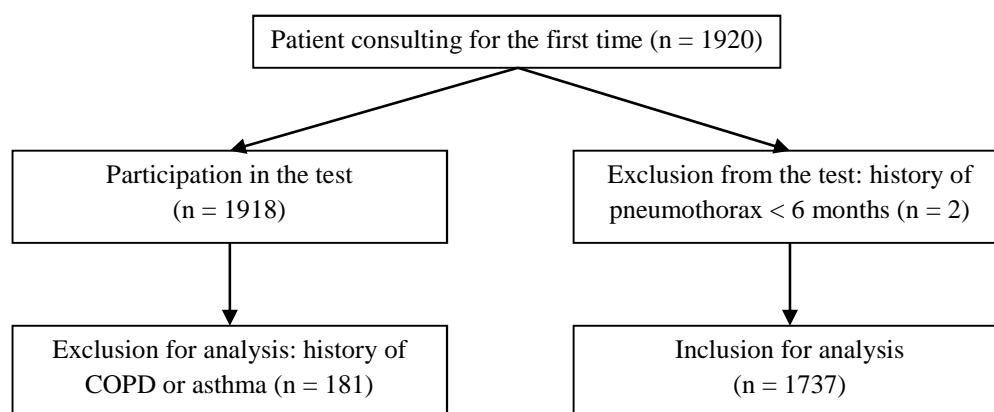 Patient consulting for the first time (n = 1920)
Participation in the test
(n = 1918)
Exclusion from the test: history of
pneumothorax < 6 months (n = 2)
Exclusion for analysis: history of
COPD or asthma (n = 181)
Inclusion for analysis
(n = 1737)